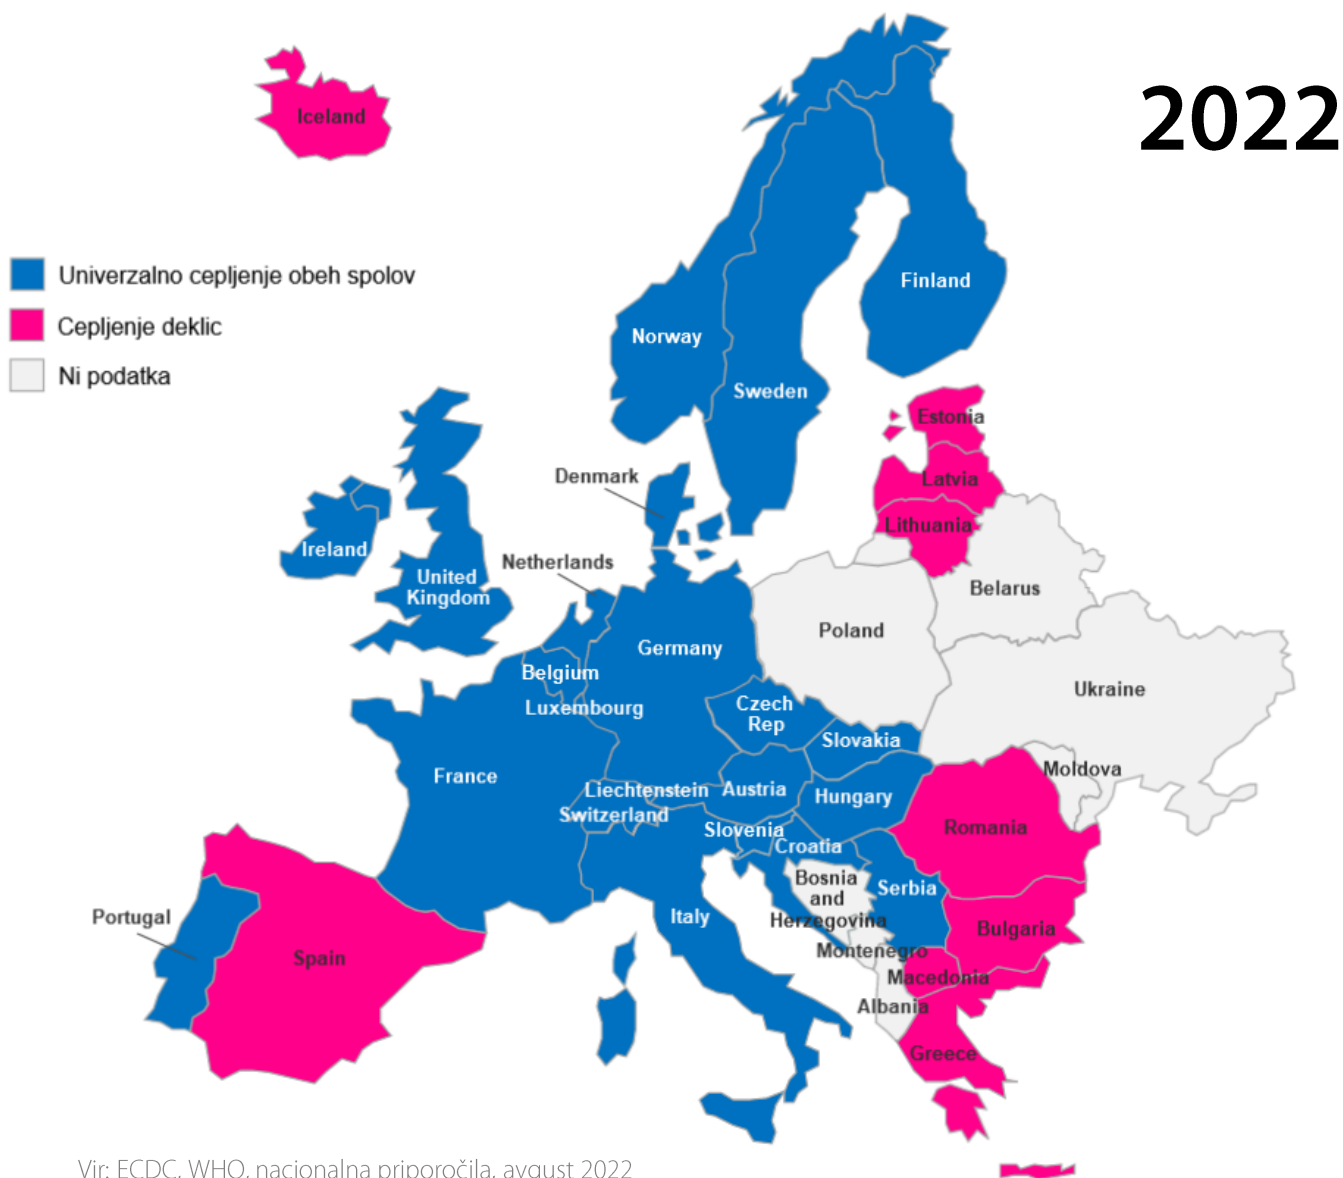 2022
Iceland
Univerzalno cepljenje obeh spolov
Cepljenje deklic
Ni podatka
Finland
Norway
Sweden
Estonia
Denmark
Latvia
Lithuania
Ireland
Netherlands
United
Kingdom
Belarus
Poland
Germany
Belgium
Ukraine
Luxembourg
Czech
Rep
Slovakia
Moldova
France
Liechtenstein
Austria
Hungary
Switzerland
Romania
Slovenia
Croatia
Bosnia
and
Herzegovina
Serbia
Portugal
Italy
Bulgaria
Montenegro
Spain
Macedonia
Albania
Greece
Vir: ECDC, WHO, nacionalna priporočila, avgust 2022